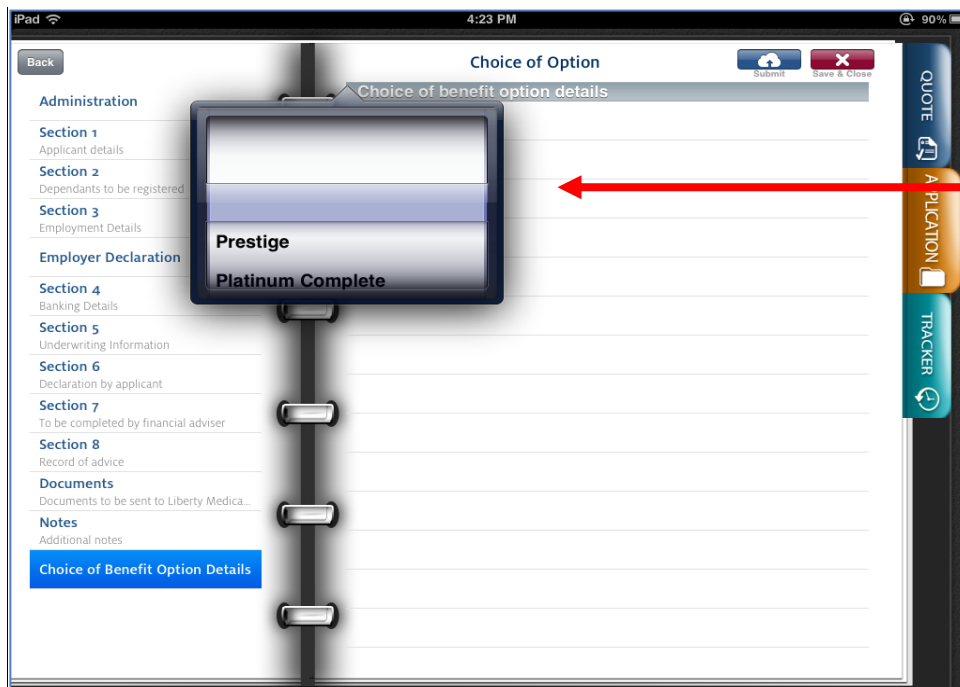 iPad
4:23 PM
90%
Back
Choice of Option
Submit
Save & Close
Choice of benefit option details
Administration
Section 1
Applicant details
Section 2
Dependants to be registered
Section 3
Employment Details
Employer Declaration
Section 4
Banking Details
Section 5
Underwriting Information
Section 6
Declaration by applicant
Section 7
To be completed by financial adviser
Section 8
Record of advice
Documents
Documents to be sent to Liberty Medica...
Notes
Additional notes
Choice of Benefit Option Details
Prestige
Platinum Complete
QUOTE
APPLICATION
TRACKER